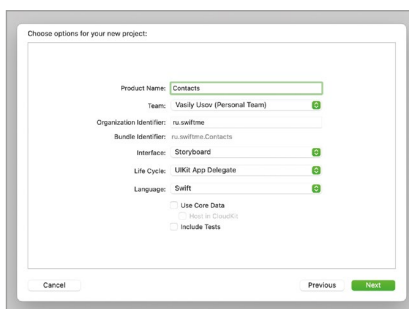 Choose options for your new project:
Product Name: Contacts
Team: Vasily Usov (Personal Team)
Organization Identifier: ru.swiftme
Bundle Identifier: ru.swiftme.Contacts
Interface: Storyboard
Life Cycle: UIKit App Delegate
Language: Swift
Use Core Data
Host in CloudKit
Include Tests
Cancel Previous Next